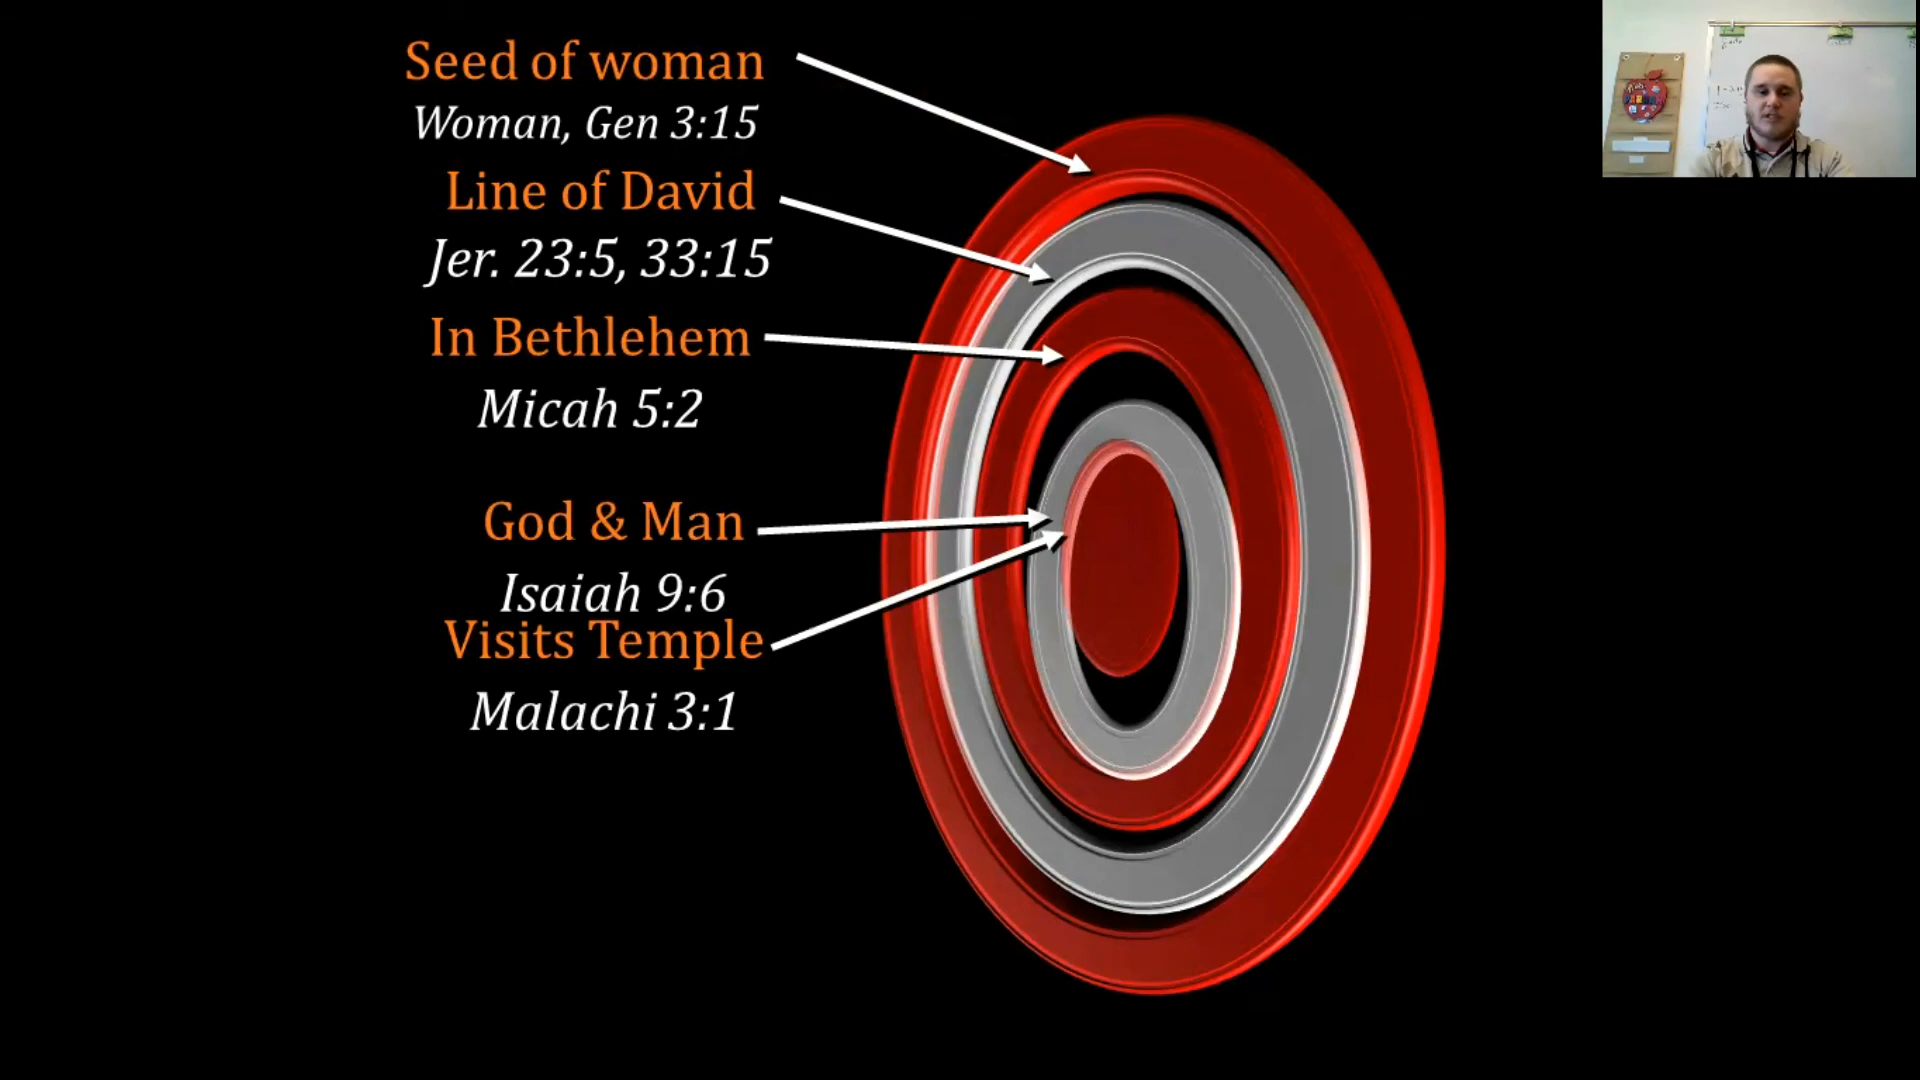 Seed of woman
Woman, Gen 3:15
Line of David
Jer. 23:5, 33:15
In Bethlehem
Micah 5:2
God & Man
Isaiah 9:6
Visits Temple
Malachi 3:1